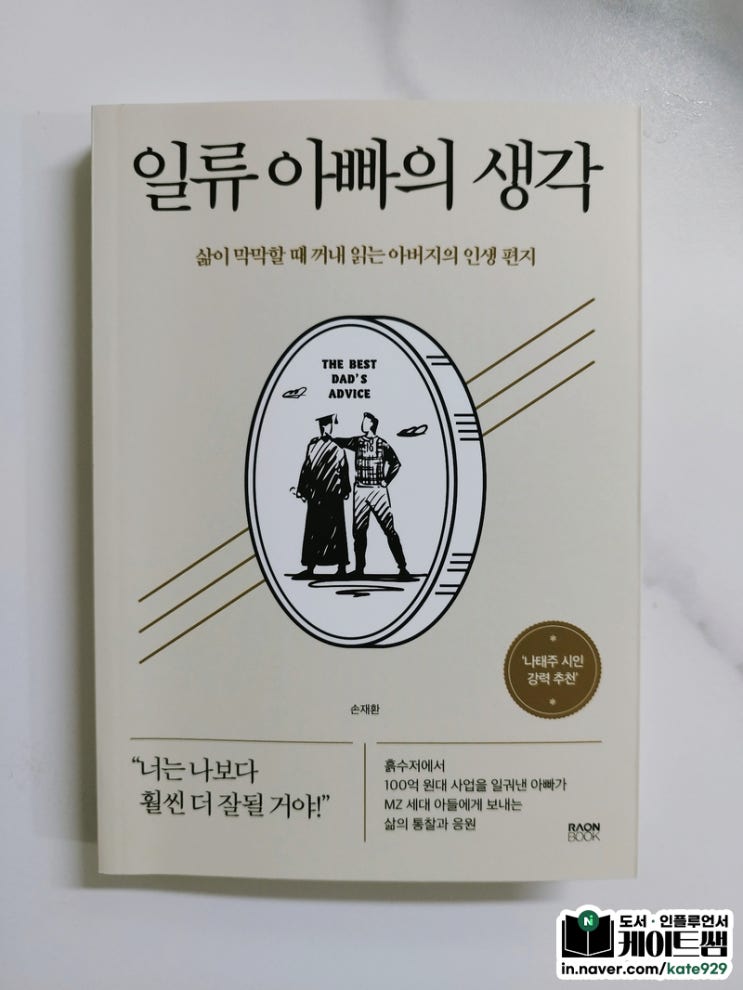 일류 아빠의 생각
삶이 막막할 때 꺼내 읽는 아버지의 인생 편지
THE BEST
DAD'S
ADVICE
'나태주 시인
강력 추천'
손재환
“너는 나보다
훨씬 더 잘될 거야!”
흙수저에서
100억 원대 사업을 일궈낸 아빠가
MZ 세대 아들에게 보내는
삶의 통찰과 응원
RAON
BOOK
N
도서·인플루언서
케이트쌤
in.naver.com/kate929